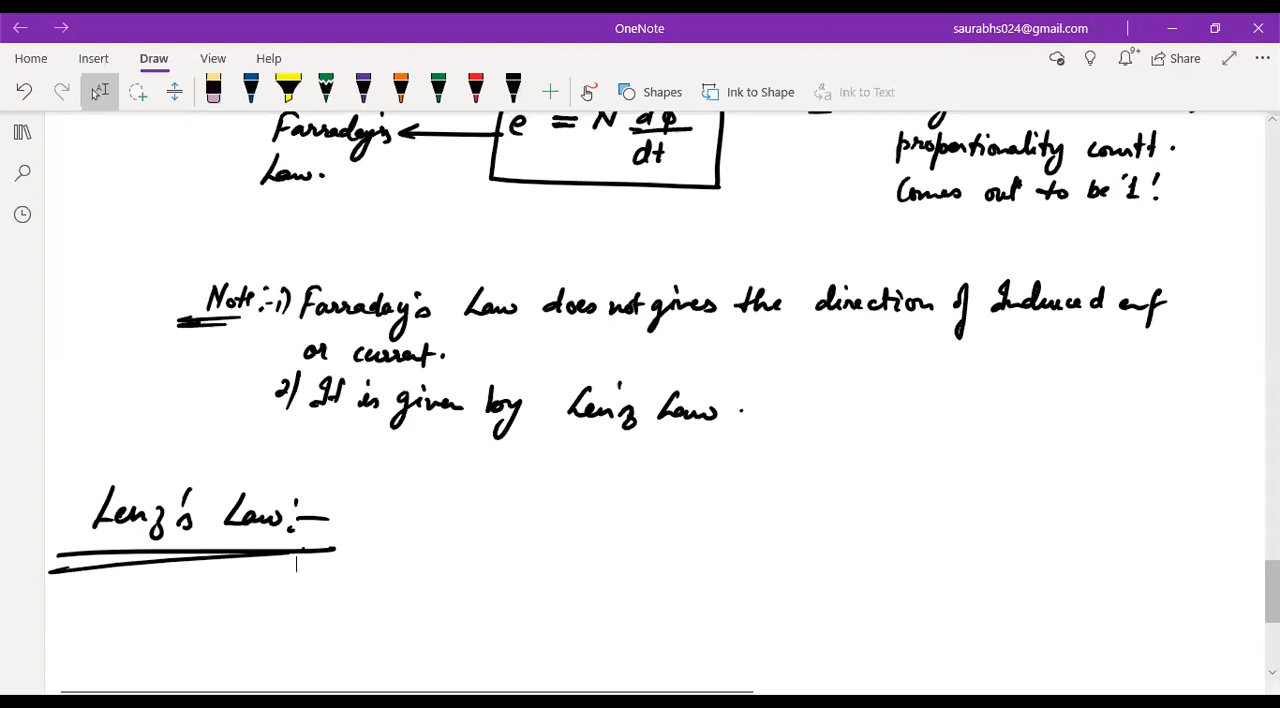 OneNote
saurabhs024@gmail.com
Home Insert Draw View Help
Share
Shapes Ink to Shape Ink to Text
Farraday's
Law.
e = N dφ
dt
proportionality constt.
Comes out to be '1!
Note:-1) Farraday's Law does not gives the direction of Induced emf
or current.
2) It is given by Len'z Law.
Lenz's Law:-